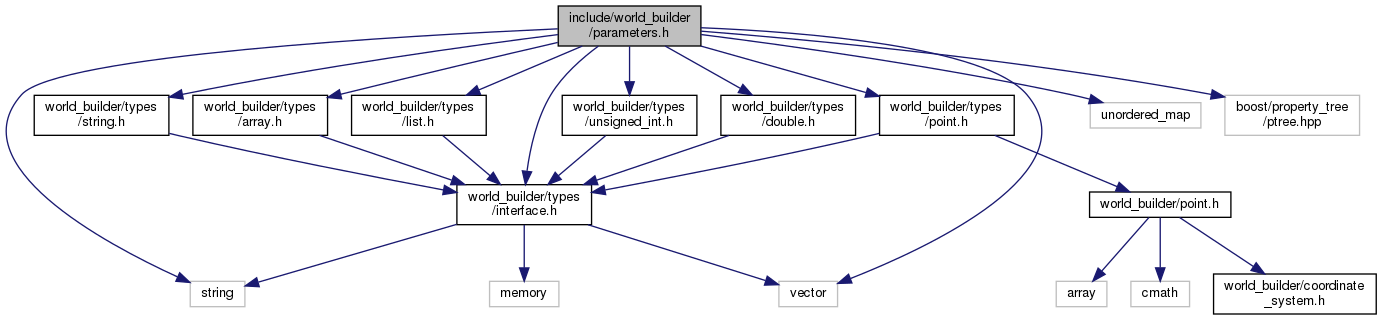 include/world_builder
/parameters.h
world_builder/types
/string.h
world_builder/types
/array.h
world_builder/types
/list.h
world_builder/types
/unsigned_int.h
world_builder/types
/double.h
world_builder/types
/point.h
unordered_map
boost/property_tree
/ptree.hpp
world_builder/types
/interface.h
world_builder/point.h
string
memory
vector
array
cmath
world_builder/coordinate
_system.h